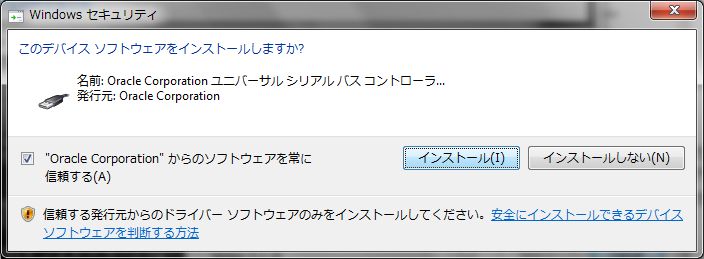 Windows セキュリティ
このデバイス ソフトウェアをインストールしますか?
名前: Oracle Corporation ユニバーサル シリアル バス コントローラ...
発行元: Oracle Corporation
"Oracle Corporation" からのソフトウェアを常に
信頼する(A)
インストール(I)
インストールしない(N)
信頼する発行元からのドライバー ソフトウェアのみをインストールしてください。安全にインストールできるデバイス
ソフトウェアを判断する方法